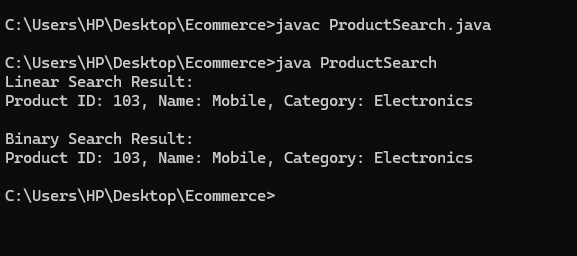 C:\Users\HP\Desktop\Ecommerce>javac ProductSearch.java
C:\Users\HP\Desktop\Ecommerce>java ProductSearch
Linear Search Result:
Product ID: 103, Name: Mobile, Category: Electronics
Binary Search Result:
Product ID: 103, Name: Mobile, Category: Electronics
C:\Users\HP\Desktop\Ecommerce>